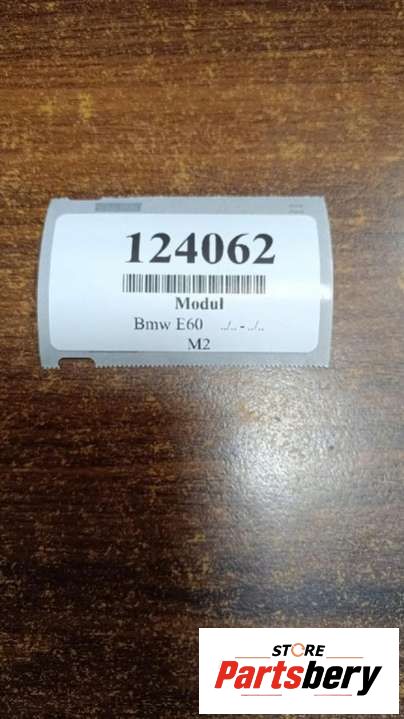 124062
Modul
Bmw E60 ../.. - ../..
M2
STORE
Partsbery